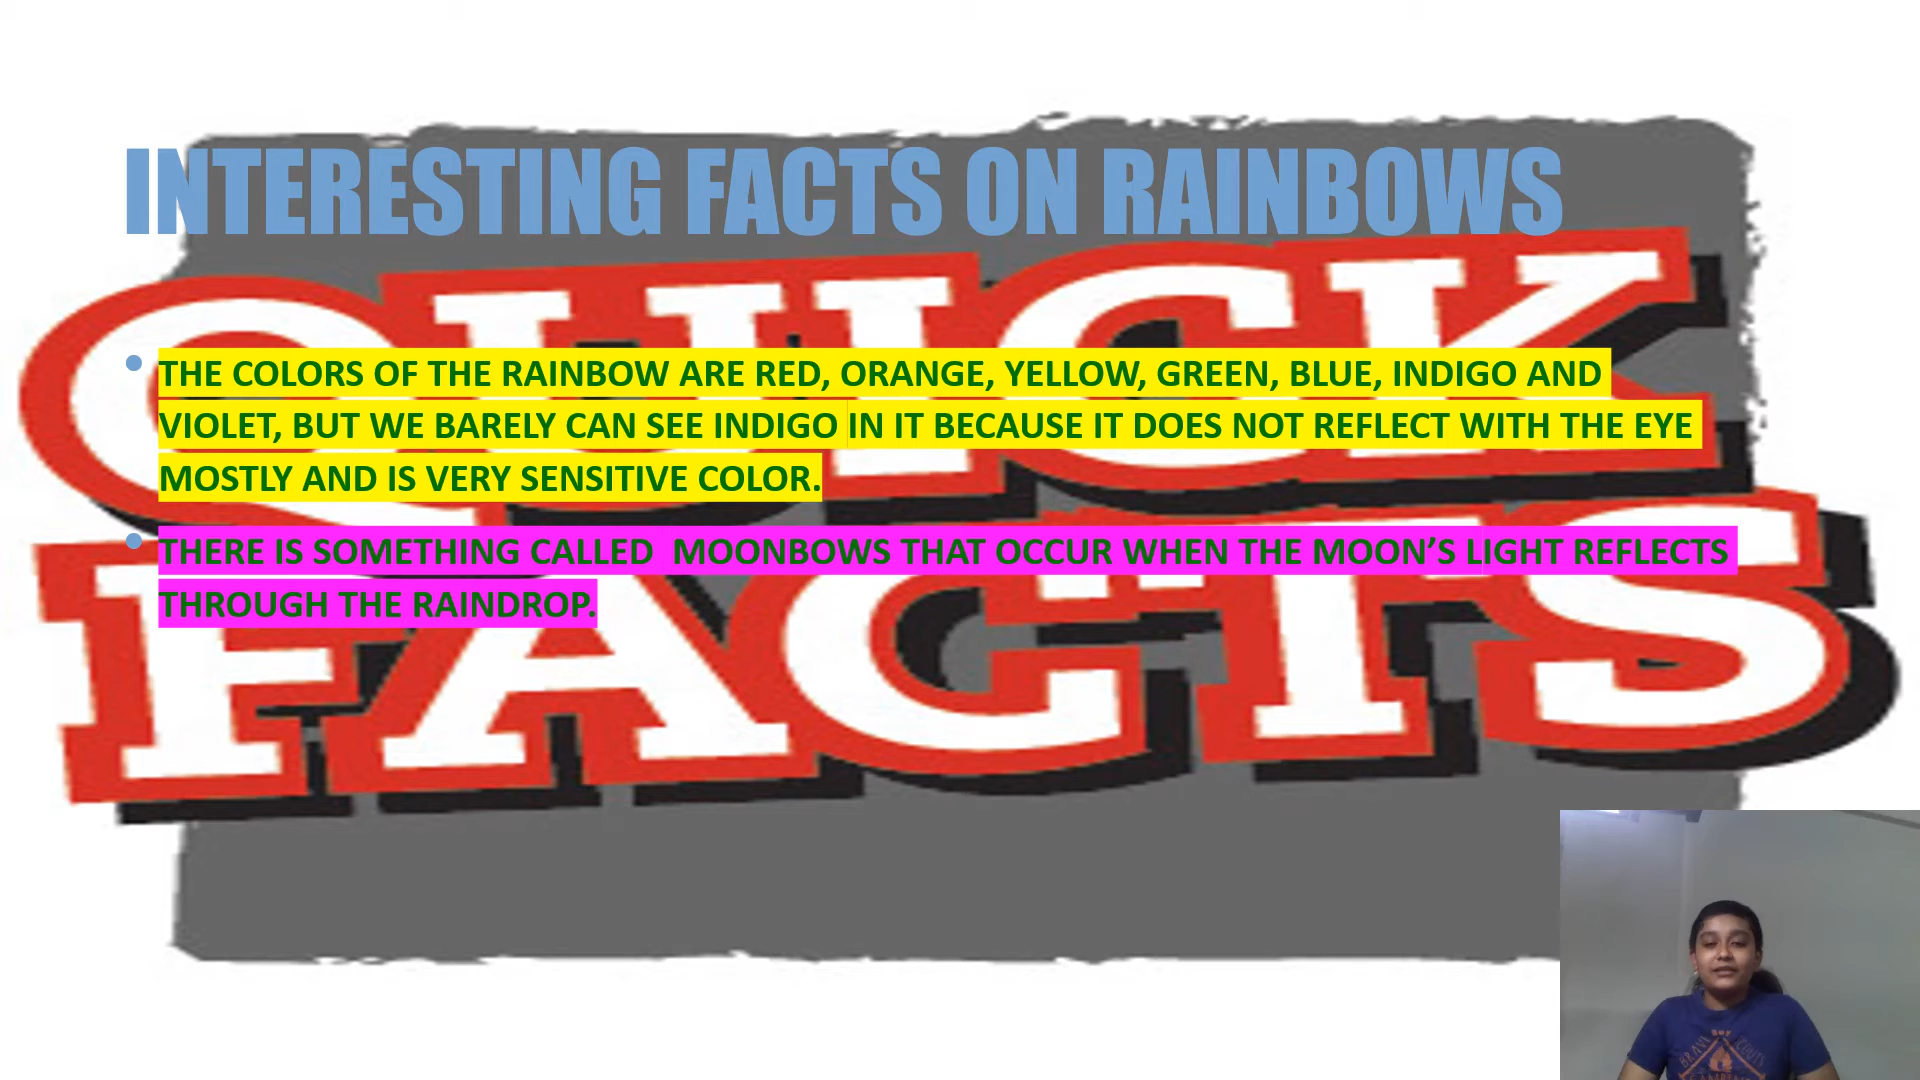 INTERESTING FACTS ON RAINBOWS
QUICK
FACTS
THE COLORS OF THE RAINBOW ARE RED, ORANGE, YELLOW, GREEN, BLUE, INDIGO AND
VIOLET, BUT WE BARELY CAN SEE INDIGO IN IT BECAUSE IT DOES NOT REFLECT WITH THE EYE
MOSTLY AND IS VERY SENSITIVE COLOR.
THERE IS SOMETHING CALLED  MOONBOWS THAT OCCUR WHEN THE MOON’S LIGHT REFLECTS
THROUGH THE RAINDROP.